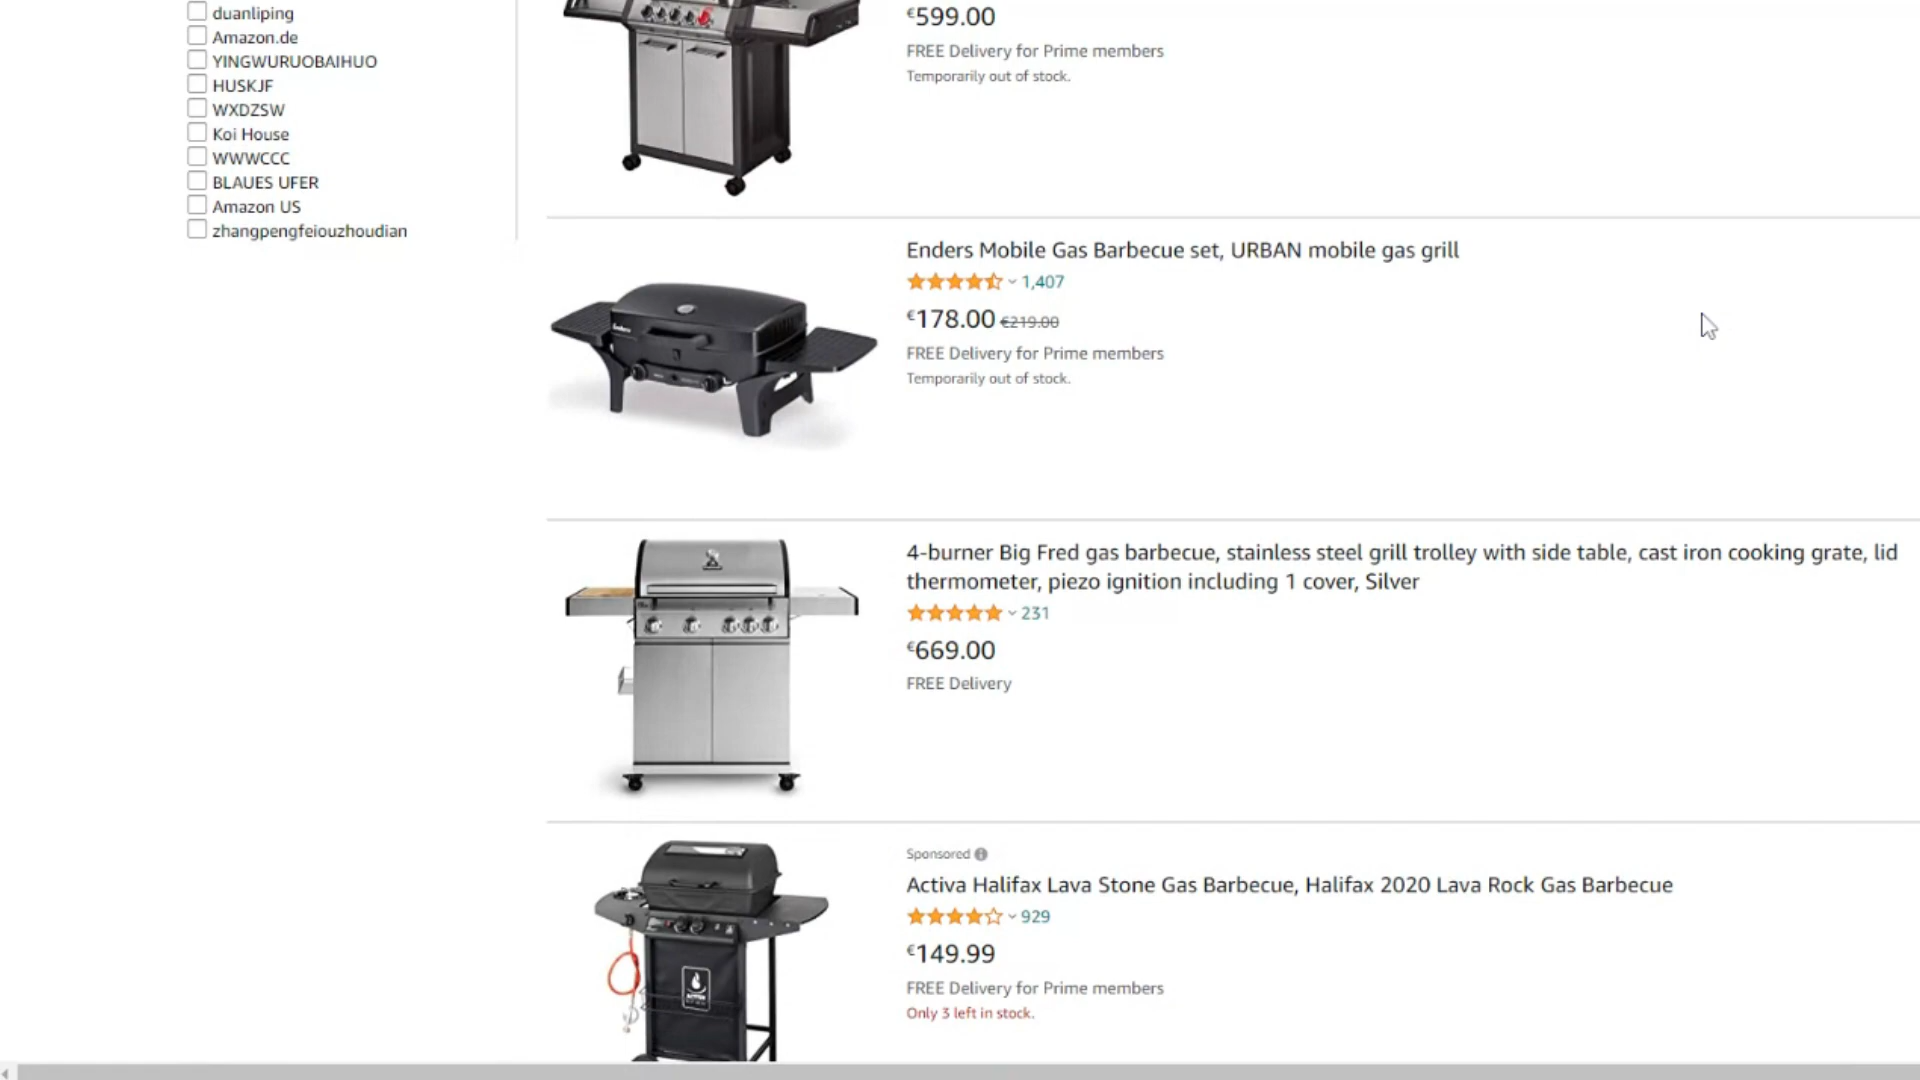 duanliping
Amazon.de
YINGWURUOBAIHUO
HUSKJF
WXDZSW
Koi House
WWWCCC
BLAUES UFER
Amazon US
zhangpengfeiouzhoudian
€599.00
FREE Delivery for Prime members
Temporarily out of stock.
Enders Mobile Gas Barbecue set, URBAN mobile gas grill
1,407
€178.00 €219.00
FREE Delivery for Prime members
Temporarily out of stock.
4-burner Big Fred gas barbecue, stainless steel grill trolley with side table, cast iron cooking grate, lid
thermometer, piezo ignition including 1 cover, Silver
231
€669.00
FREE Delivery
Sponsored
Activa Halifax Lava Stone Gas Barbecue, Halifax 2020 Lava Rock Gas Barbecue
929
€149.99
FREE Delivery for Prime members
Only 3 left in stock.